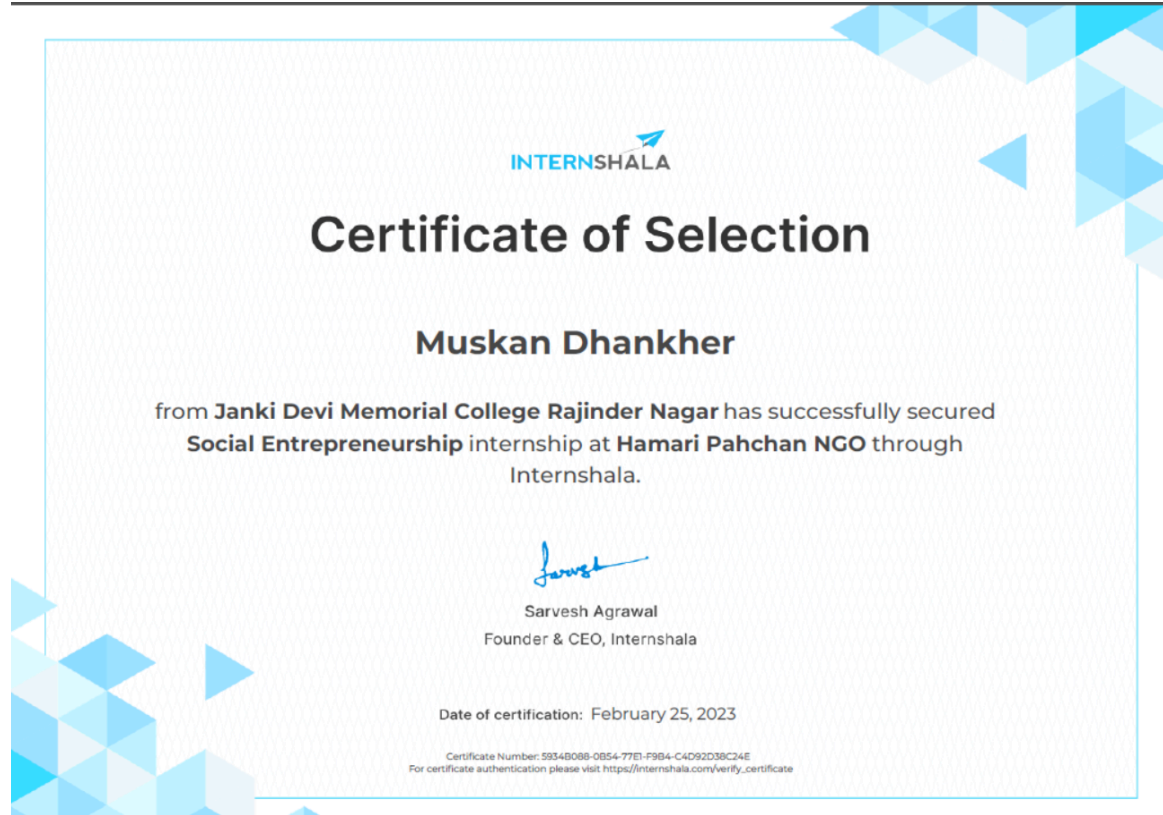 INTERNSHALA
Certificate of Selection
Muskan Dhankher
from Janki Devi Memorial College Rajinder Nagar has successfully secured
Social Entrepreneurship internship at Hamari Pahchan NGO through
Internshala.
Sarvesh
Sarvesh Agrawal
Founder & CEO, Internshala
Date of certification: February 25, 2023
Certificate Number: 5934B088-0B54-77E1-F9B4-C4D92D38C24E
For certificate authentication please visit https://internshala.com/verify_certificate